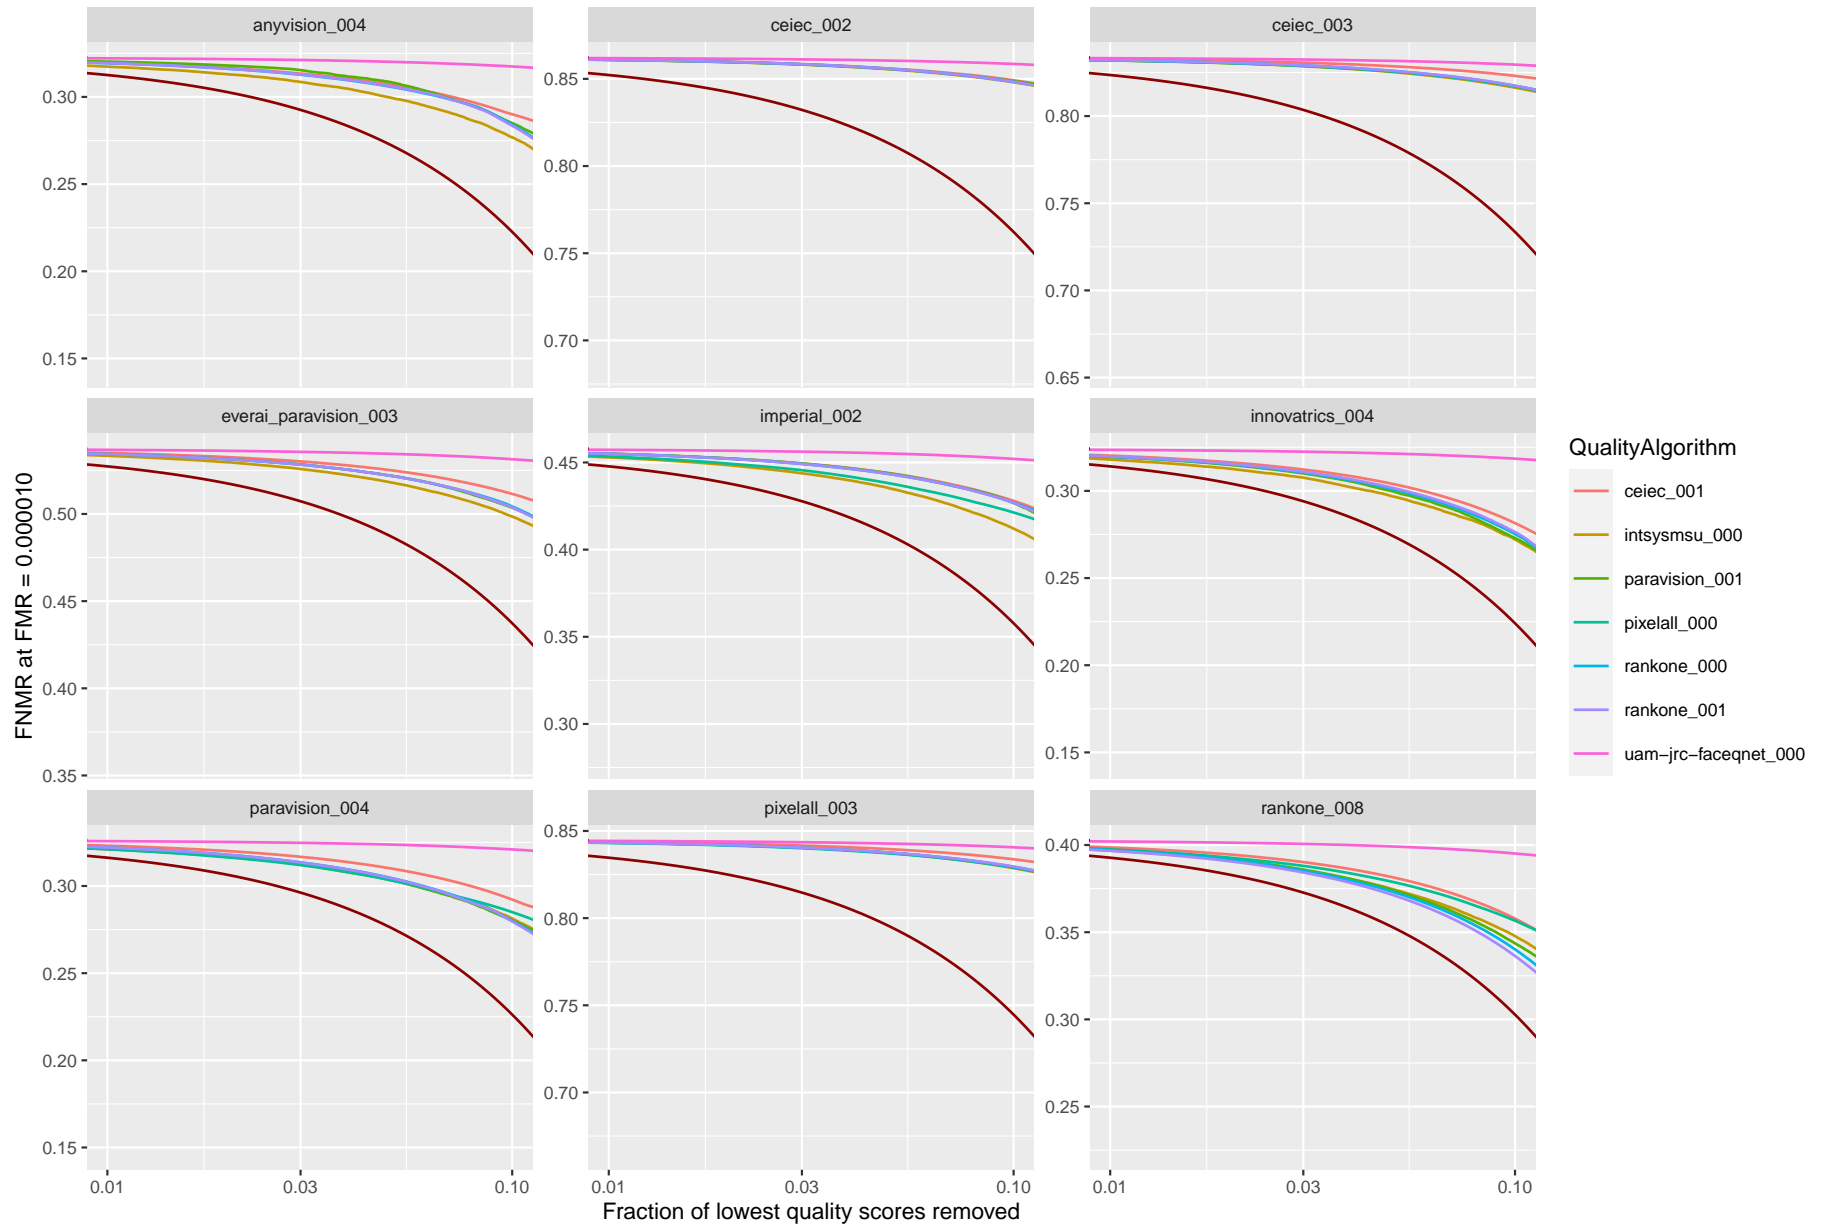 anyvision_004 ceiec_002 ceiec_003
0.30
0.25
0.20
0.15
0.85
0.80
0.75
0.70
0.80
0.75
0.70
0.65
everai_paravision_003 imperial_002 innovatrics_004
0.50
0.45
0.40
0.35
0.45
0.40
0.35
0.30
0.30
0.25
0.20
0.15
paravision_004 pixelall_003 rankone_008
0.30
0.25
0.20
0.15
0.85
0.80
0.75
0.70
0.40
0.35
0.30
0.25
0.01 0.03 0.10 0.01 0.03 0.10 0.01 0.03 0.10
Fraction of lowest quality scores removed
FNMR at FMR = 0.000010
QualityAlgorithm
ceiec_001
intsysmsu_000
paravision_001
pixelall_000
rankone_000
rankone_001
uam−jrc−faceqnet_000